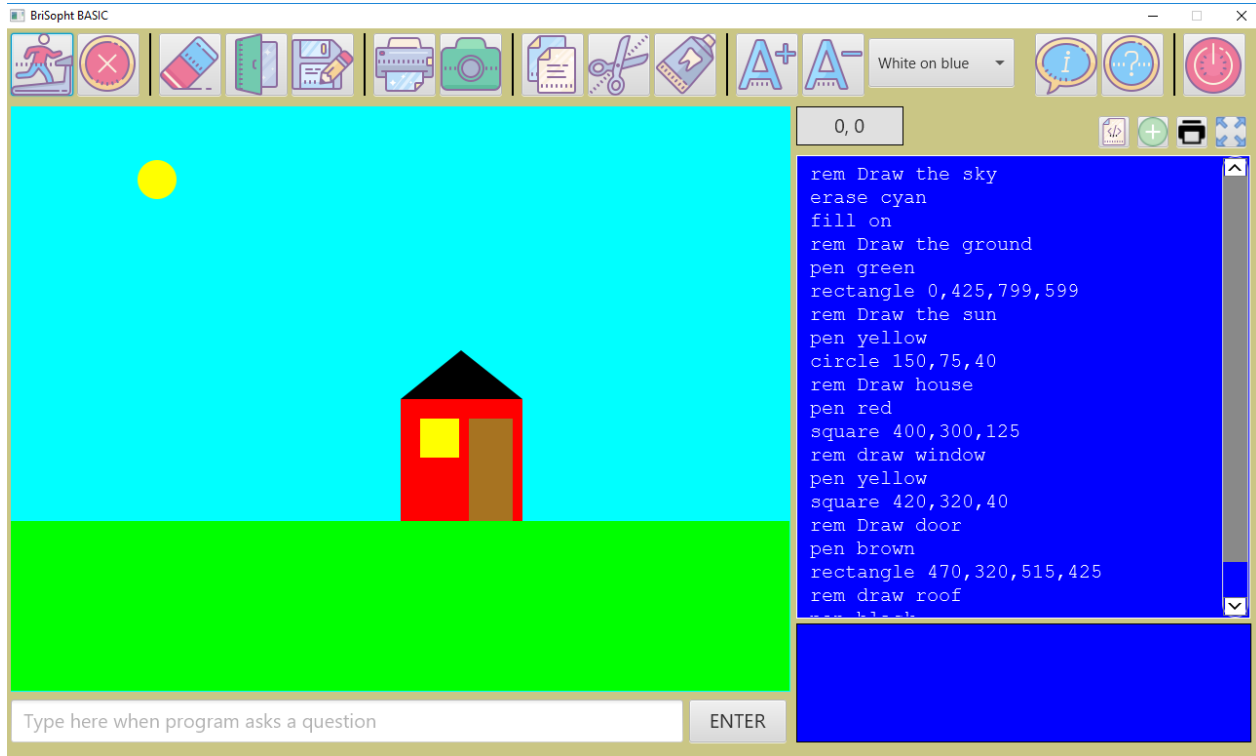 BriSopht BASIC
A+ A- White on blue i ?
0, 0
rem Draw the sky
erase cyan
fill on
rem Draw the ground
pen green
rectangle 0,425,799,599
rem Draw the sun
pen yellow
circle 150,75,40
rem Draw house
pen red
square 400,300,125
rem draw window
pen yellow
square 420,320,40
rem Draw door
pen brown
rectangle 470,320,515,425
rem draw roof
Type here when program asks a question ENTER